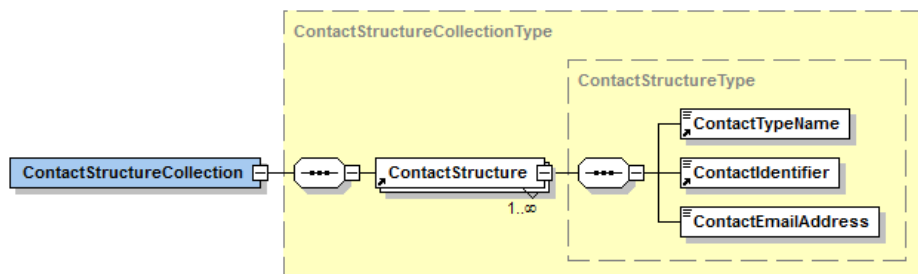 ContactStructureCollectionType
ContactStructureType
ContactTypeName
ContactStructureCollection
ContactStructure
ContactIdentifier
1..∞
ContactEmailAddress